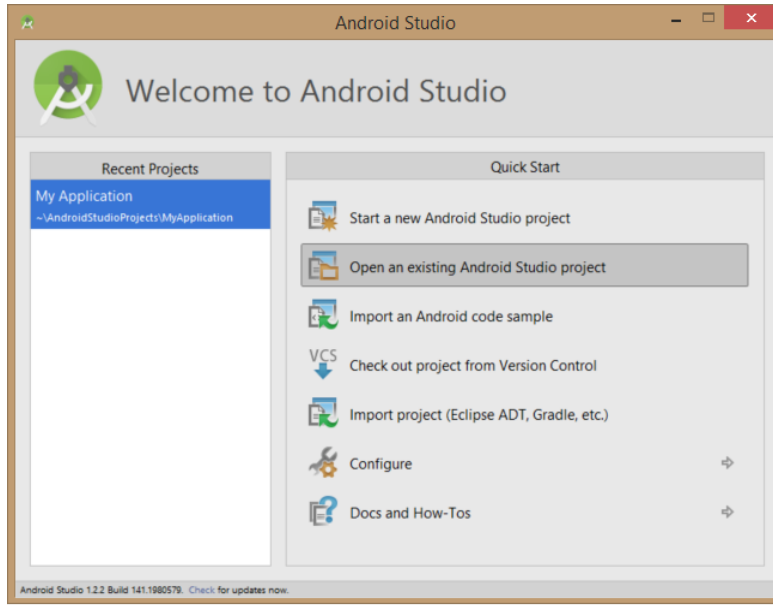 Android Studio
Welcome to Android Studio
Recent Projects
My Application
~\AndroidStudioProjects\MyApplication
Quick Start
Start a new Android Studio project
Open an existing Android Studio project
Import an Android code sample
VCS
Check out project from Version Control
Import project (Eclipse ADT, Gradle, etc.)
Configure
Docs and How-Tos
Android Studio 1.2.2 Build 141.1980579. Check for updates now.